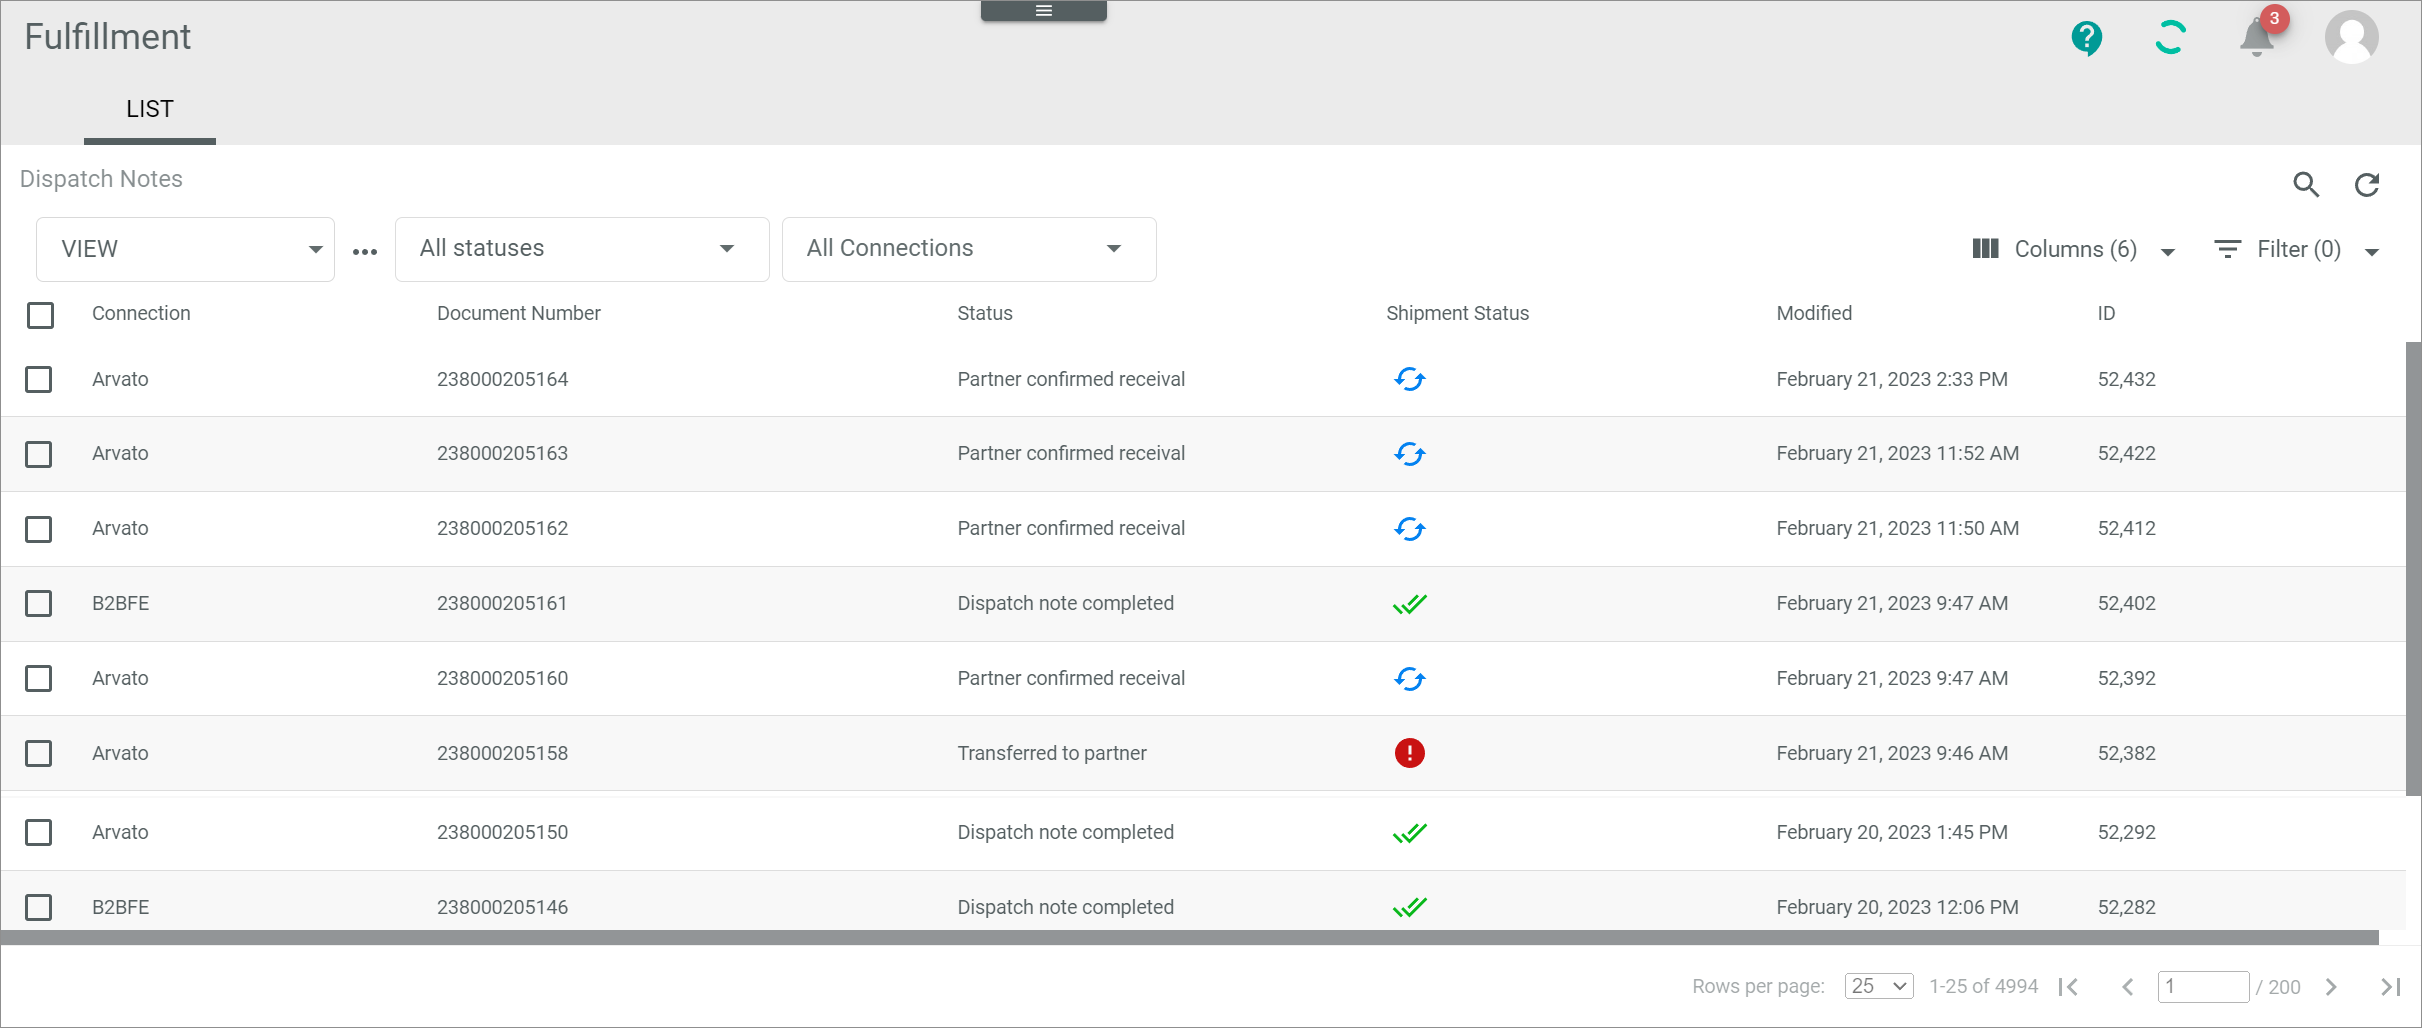 Fulfillment
3
LIST
Dispatch Notes
VIEW ... All statuses All Connections Columns (6) Filter (0)
Connection Document Number Status Shipment Status Modified ID
Arvato 238000205164 Partner confirmed receival February 21, 2023 2:33 PM 52,432
Arvato 238000205163 Partner confirmed receival February 21, 2023 11:52 AM 52,422
Arvato 238000205162 Partner confirmed receival February 21, 2023 11:50 AM 52,412
B2BFE 238000205161 Dispatch note completed February 21, 2023 9:47 AM 52,402
Arvato 238000205160 Partner confirmed receival February 21, 2023 9:47 AM 52,392
Arvato 238000205158 Transferred to partner February 21, 2023 9:46 AM 52,382
Arvato 238000205150 Dispatch note completed February 20, 2023 1:45 PM 52,292
B2BFE 238000205146 Dispatch note completed February 20, 2023 12:06 PM 52,282
Rows per page: 25 1-25 of 4994 1 / 200